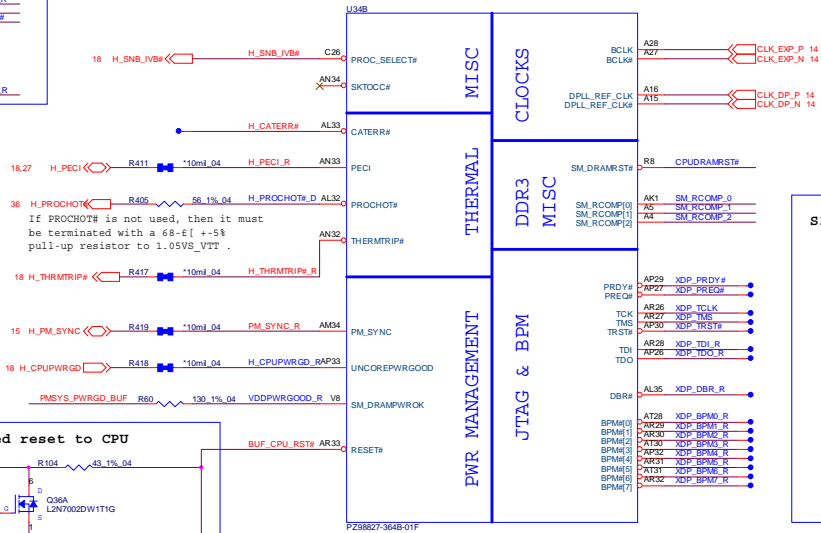 U34B
18 H_SNB_IVB# H_SNB_IVB# C26 PROC_SELECT#
AN34 SKTOCC#
MISC
CLOCKS
BCLK A28 CLK_EXP_P 14
BCLK# A27 CLK_EXP_N 14
DPLL_REF_CLK A16 CLK_DP_P 14
DPLL_REF_CLK# A15 CLK_DP_N 14
H_CATERR# AL33 CATERR#
18,27 H_PECI R411 *10mil_04 H_PECI_R AN33 PECI
36 H_PROCHOT# R405 56_1%_04 H_PROCHOT#_D AL32 PROCHOT#
If PROCHOT# is not used, then it must
be terminated with a 68-£[ +-5%
pull-up resistor to 1.05VS_VTT .
AN32 THERMTRIP#
18 H_THRMTRIP# R417 *10mil_04 H_THRMTRIP#_R
THERMAL
DDR3
MISC
SM_DRAMRST# R8 CPUDRAMRST#
SM_RCOMP[0] AK1 SM_RCOMP_0
SM_RCOMP[1] A5 SM_RCOMP_1
SM_RCOMP[2] A4 SM_RCOMP_2
15 H_PM_SYNC R419 *10mil_04 PM_SYNC_R AM34 PM_SYNC
18 H_CPUPWRGD R418 *10mil_04 H_CPUPWRGD_R AP33 UNCOREPWRGOOD
PMSYS_PWRGD_BUF R60 130_1%_04 VDDPWRGOOD_R V8 SM_DRAMPWROK
BUF_CPU_RST# AR33 RESET#
PWR MANAGEMENT
JTAG & BPM
PRDY# AP29 XDP_PRDY#
PREQ# AP27 XDP_PREQ#
TCK AR26 XDP_TCLK
TMS AR27 XDP_TMS
TRST# AP30 XDP_TRST#
TDI AR28 XDP_TDI_R
TDO AP26 XDP_TDO_R
DBR# AL35 XDP_DBR_R
BPM#[0] AT28 XDP_BPM0_R
BPM#[1] AR29 XDP_BPM1_R
BPM#[2] AR30 XDP_BPM2_R
BPM#[3] AT30 XDP_BPM3_R
BPM#[4] AP32 XDP_BPM4_R
BPM#[5] AR31 XDP_BPM5_R
BPM#[6] AT31 XDP_BPM6_R
BPM#[7] AR32 XDP_BPM7_R
PZ98827-364B-01F
ed reset to CPU
R104 43_1%_04
6
D
Q36A
G
L2N7002DW1T1G
S
1
#
R
S